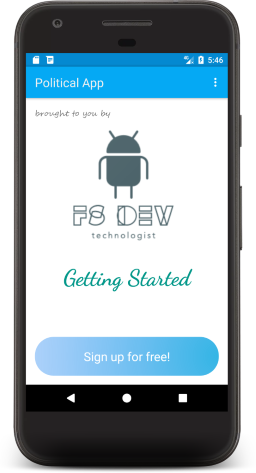 5:46
Political App
brought to you by
FS DEV
technologist
Getting Started
Sign up for free!